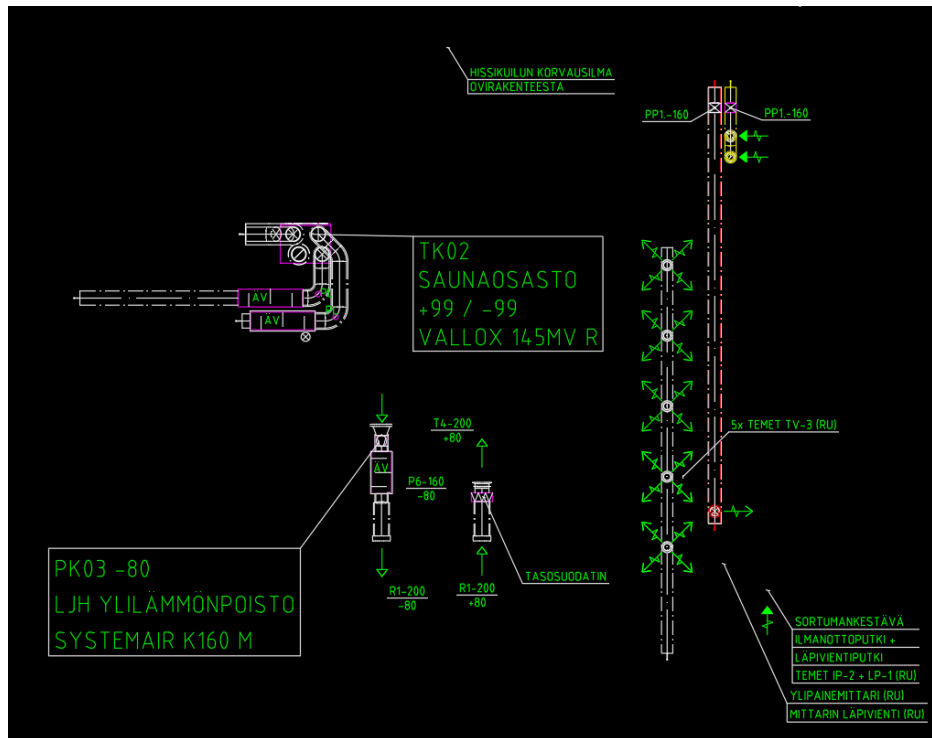 HISSIKUILUN KORVAUSILMA
OVIRAKENTEESTA
PP1.-160
PP1.-160
TK02
SAUNAOSASTO
+99 / -99
VALLOX 145MV R
ÄV
ÄV
T4-200
+80
5x TEMET TV-3 (RU)
ÄV
P6-160
-80
PK03 -80
LJH YLILÄMMÖNPOISTO
SYSTEMAIR K160 M
TASOSUODATIN
R1-200
-80
R1-200
+80
SORTUMANKESTÄVÄ
ILMANOTTOPUTKI +
LÄPIVIENTIPUTKI
TEMET IP-2 + LP-1 (RU)
YLIPAINEMITTARI (RU)
MITTARIN LÄPIVIENTI (RU)